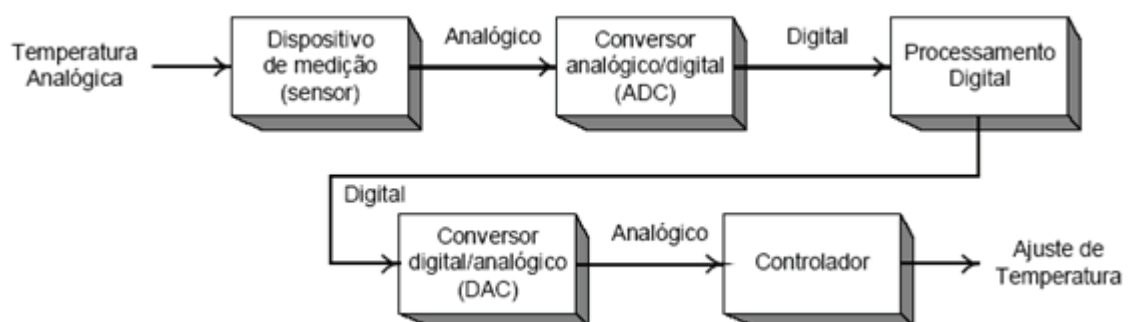 Temperatura
Analógica
Dispositivo
de medição
(sensor)
Analógico
Conversor
analógico/digital
(ADC)
Digital
Processamento
Digital
Digital
Conversor
digital/analógico
(DAC)
Analógico
Controlador
Ajuste de
Temperatura